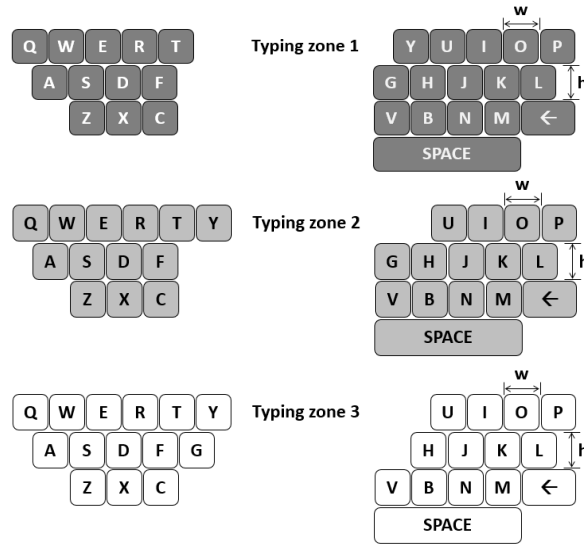 w
Q W E R T Typing zone 1 Y U I O P
A S D F G H J K L h
Z X C V B N M ←
SPACE
w
Q W E R T Y Typing zone 2 U I O P
A S D F G H J K L h
Z X C V B N M ←
SPACE
w
Q W E R T Y Typing zone 3 U I O P
A S D F G H J K L h
Z X C V B N M ←
SPACE